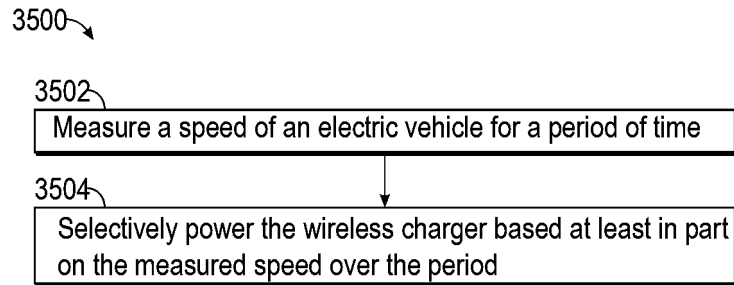 3500
3502
Measure a speed of an electric vehicle for a period of time
3504
Selectively power the wireless charger based at least in part
on the measured speed over the period